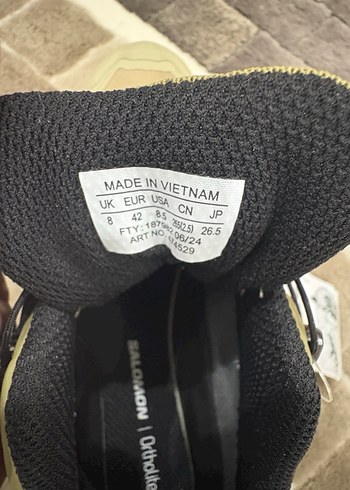 MADE IN VIETNAM
UK EUR USA CN JP
8 42 8.5 265(2.5) 26.5
FTY: 06/24
ART NO
SALOMON | Ortholite